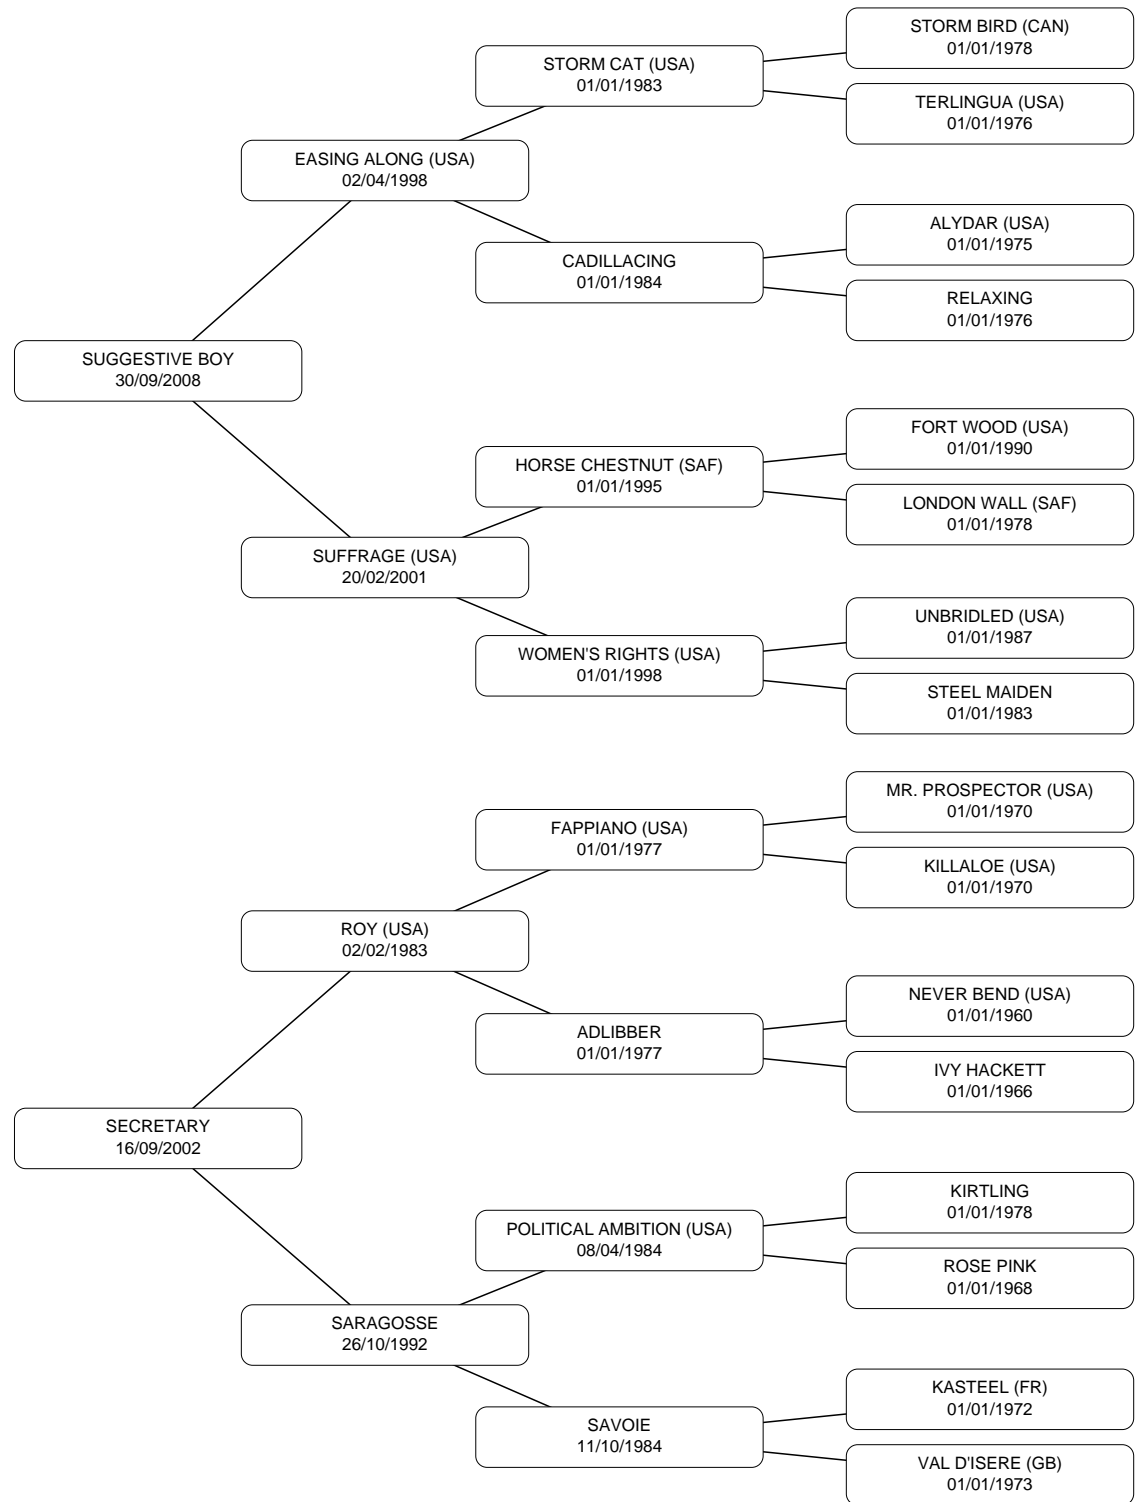 STORM BIRD (CAN)
01/01/1978
STORM CAT (USA)
01/01/1983
TERLINGUA (USA)
01/01/1976
EASING ALONG (USA)
02/04/1998
ALYDAR (USA)
01/01/1975
CADILLACING
01/01/1984
RELAXING
01/01/1976
SUGGESTIVE BOY
30/09/2008
FORT WOOD (USA)
01/01/1990
HORSE CHESTNUT (SAF)
01/01/1995
LONDON WALL (SAF)
01/01/1978
SUFFRAGE (USA)
20/02/2001
UNBRIDLED (USA)
01/01/1987
WOMEN'S RIGHTS (USA)
01/01/1998
STEEL MAIDEN
01/01/1983
MR. PROSPECTOR (USA)
01/01/1970
FAPPIANO (USA)
01/01/1977
KILLALOE (USA)
01/01/1970
ROY (USA)
02/02/1983
NEVER BEND (USA)
01/01/1960
ADLIBBER
01/01/1977
IVY HACKETT
01/01/1966
SECRETARY
16/09/2002
KIRTLING
01/01/1978
POLITICAL AMBITION (USA)
08/04/1984
ROSE PINK
01/01/1968
SARAGOSSE
26/10/1992
KASTEEL (FR)
01/01/1972
SAVOIE
11/10/1984
VAL D'ISERE (GB)
01/01/1973